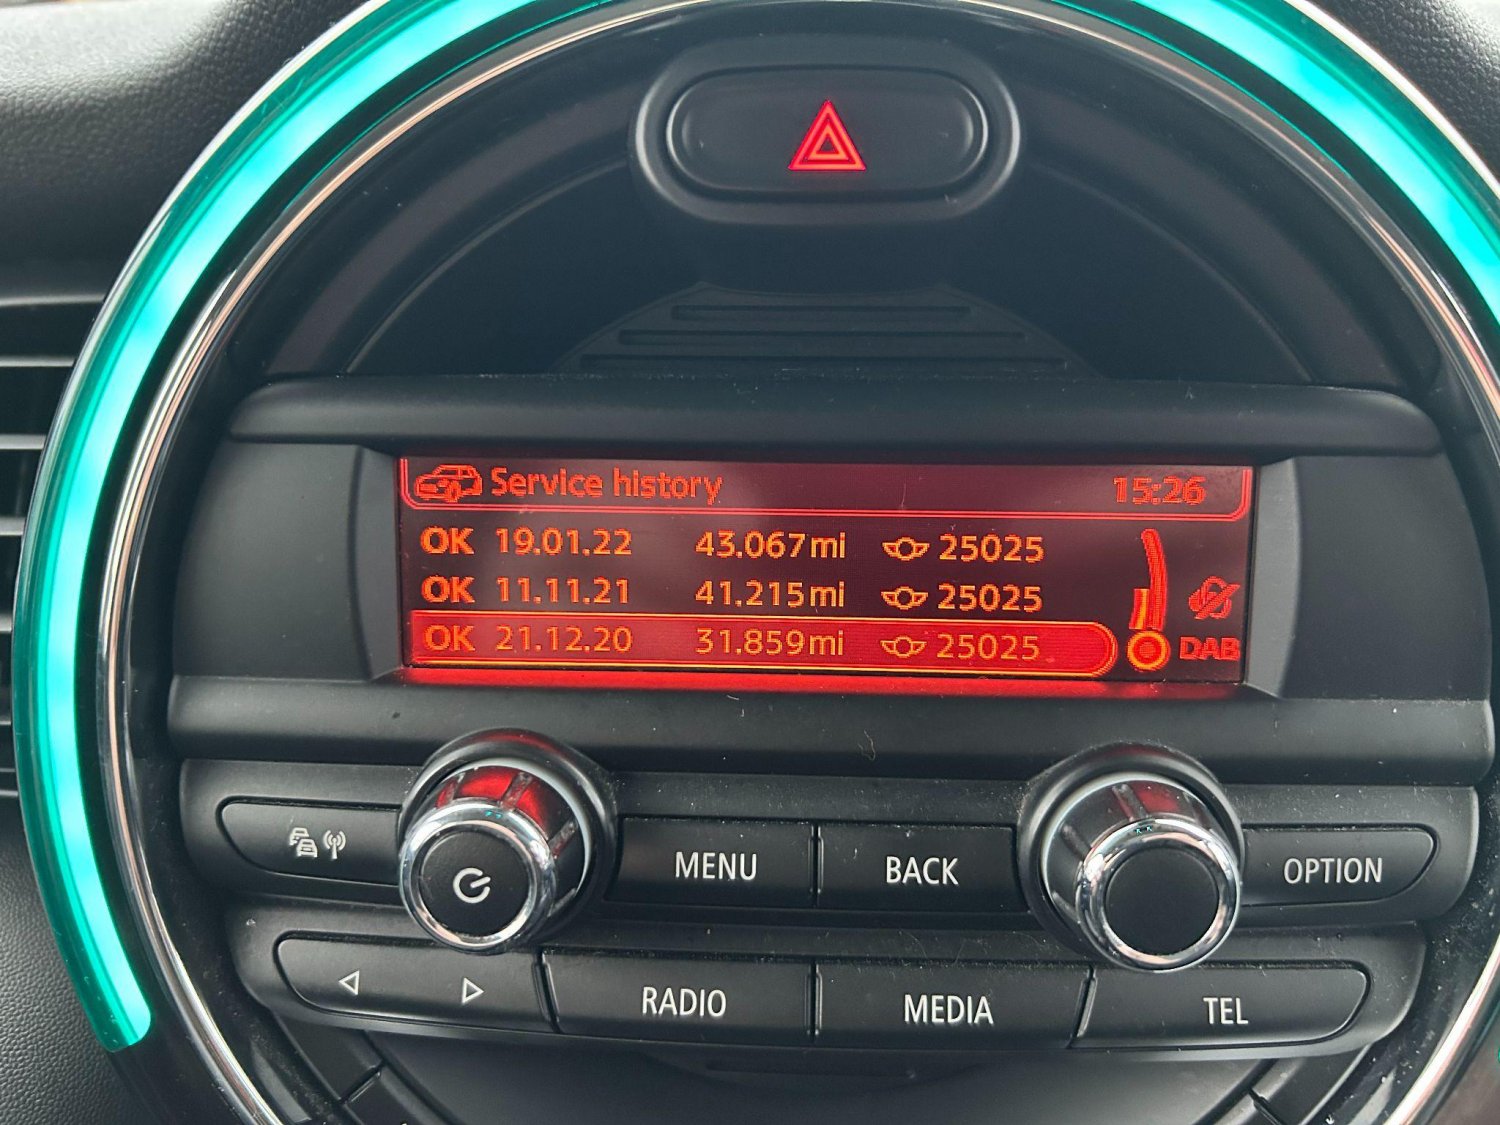 Service history 15:26
OK 19.01.22 43.067mi 25025
OK 11.11.21 41.215mi 25025
OK 21.12.20 31.859mi 25025
DAB
MENU BACK OPTION
RADIO MEDIA TEL